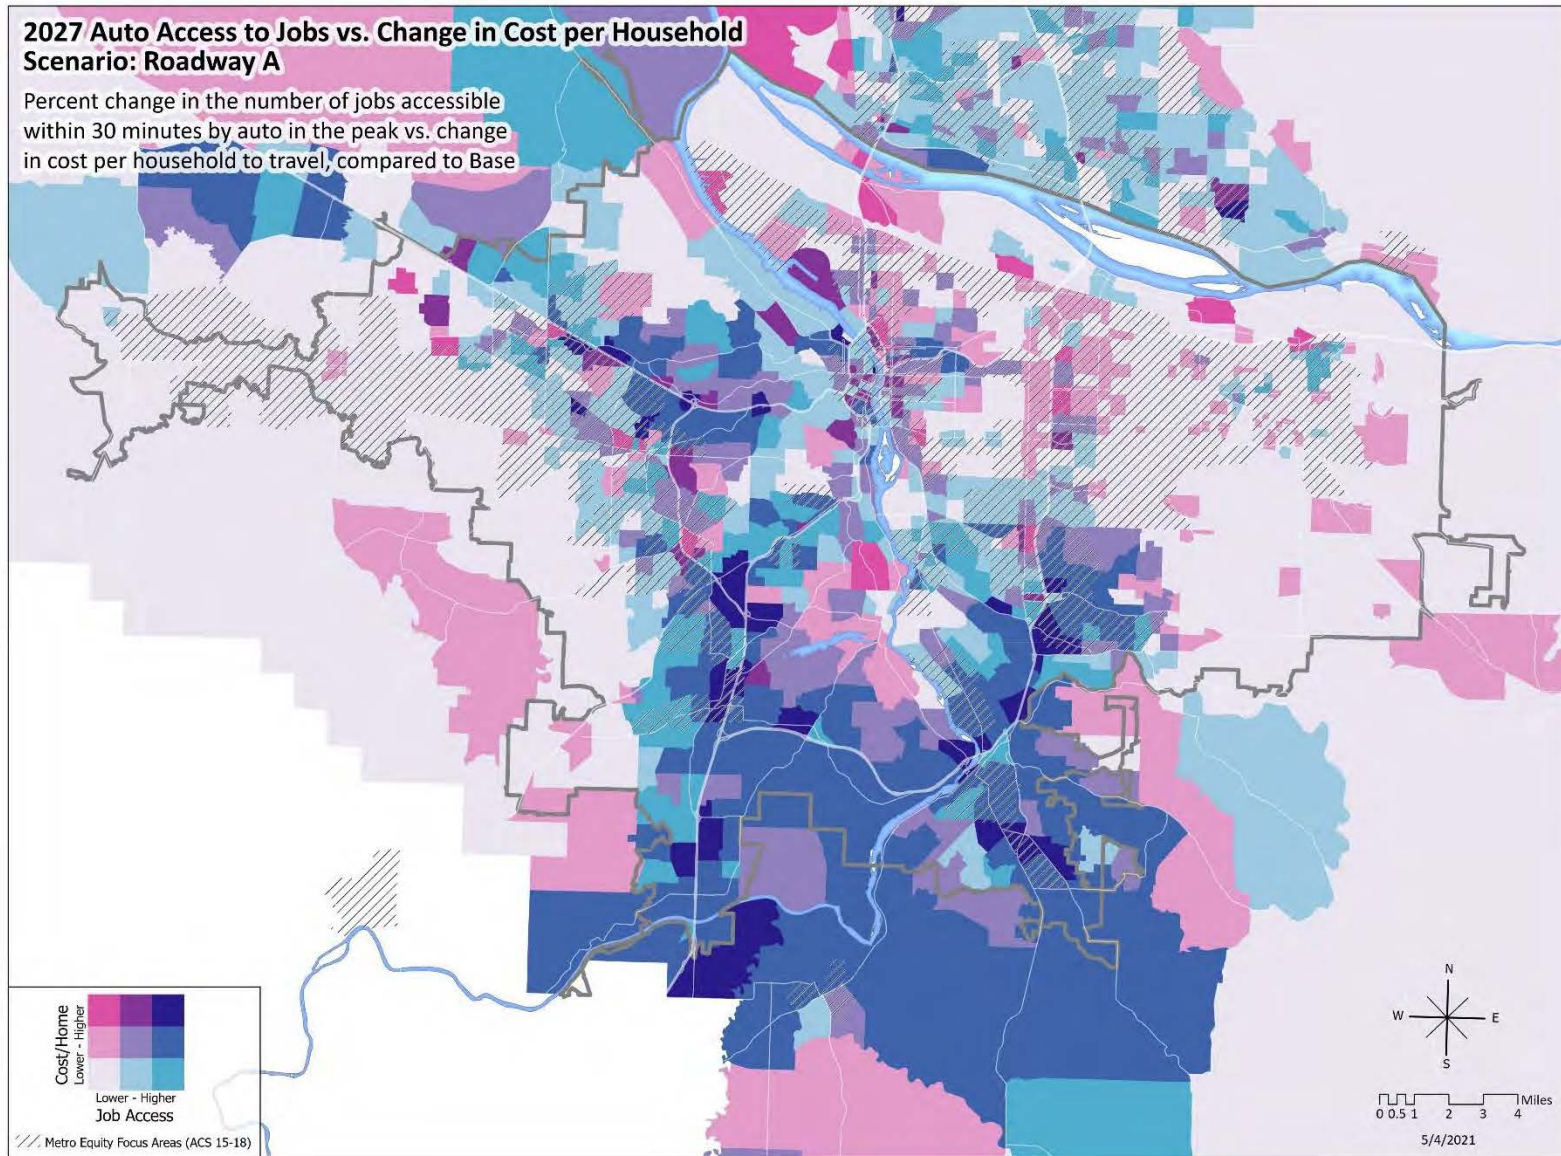 2027 Auto Access to Jobs vs. Change in Cost per Household
Scenario: Roadway A
Percent change in the number of jobs accessible
within 30 minutes by auto in the peak vs. change
in cost per household to travel, compared to Base
Cost/Home
Lower - Higher
Lower - Higher
Job Access
Metro Equity Focus Areas (ACS 15-18)
N
W
E
S
Miles
0 0.5 1 2 3 4
5/4/2021